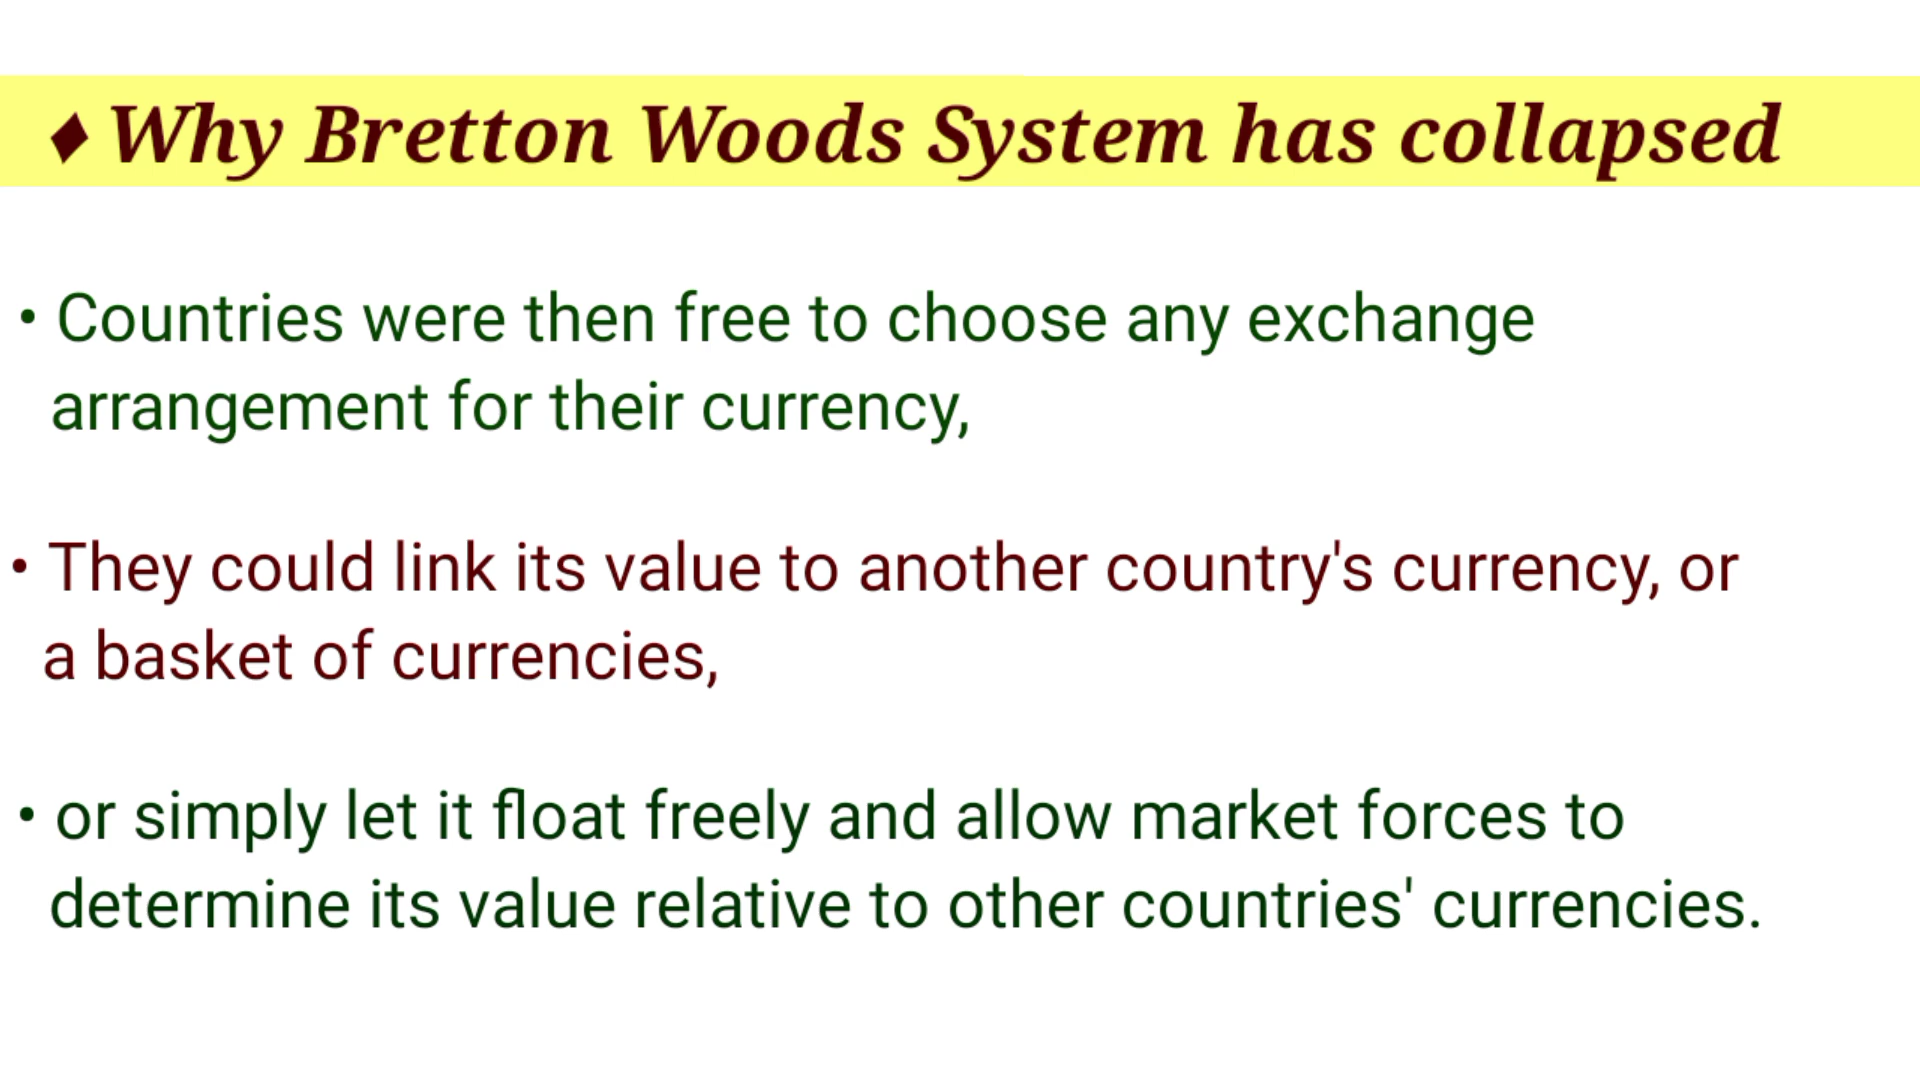 ♦ Why Bretton Woods System has collapsed
• Countries were then free to choose any exchange
arrangement for their currency,
• They could link its value to another country's currency, or
a basket of currencies,
• or simply let it float freely and allow market forces to
determine its value relative to other countries' currencies.